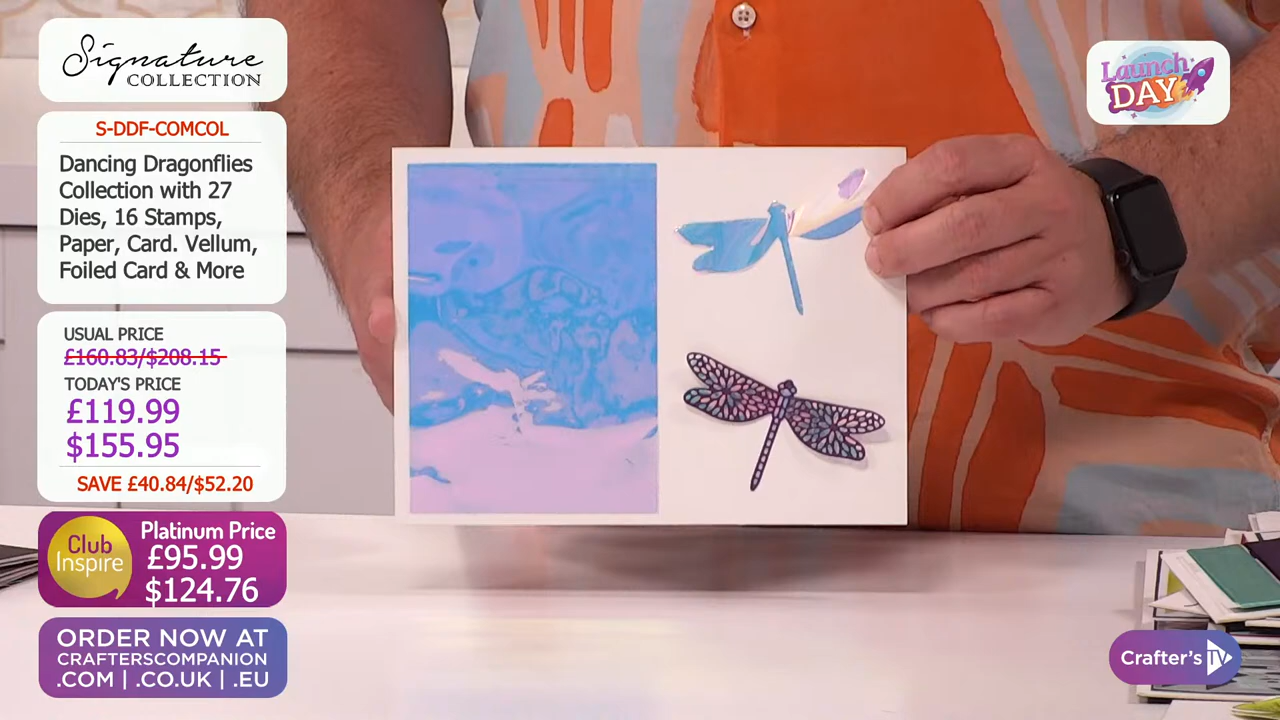 Signature
COLLECTION
S-DDF-COMCOL
Dancing Dragonflies
Collection with 27
Dies, 16 Stamps,
Paper, Card. Vellum,
Foiled Card & More
USUAL PRICE
£160.83/$208.15
TODAY'S PRICE
£119.99
$155.95
SAVE £40.84/$52.20
Club
Inspire
Platinum Price
£95.99
$124.76
ORDER NOW AT
CRAFTERSCOMPANION
.COM | .CO.UK | .EU
Launch
DAY
Crafter's TV